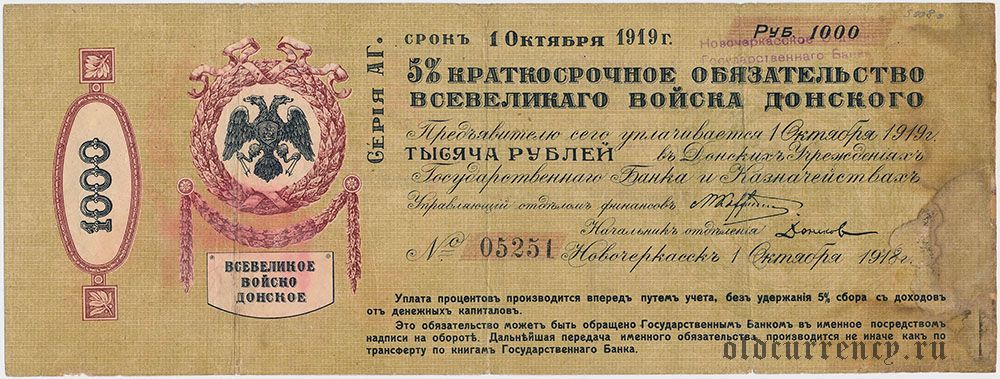 5008
1000
ВСЕВЕЛИКОЕ
ВОЙСКО
ДОНСКОЕ
СЕРІЯ АГ.
СРОКЪ 1 ОКТЯБРЯ 1919 г.
РУБ. 1000
Новочеркасское
Государственнаго Банка
5% КРАТКОСРОЧНОЕ ОБЯЗАТЕЛЬСТВО
ВСЕВЕЛИКАГО ВОЙСКА ДОНСКОГО
Предъявителю сего уплачивается 1 Октября 1919 г.
ТЫСЯЧА РУБЛЕЙ въ Донскихъ Учрежденіяхъ
Государственнаго Банка и Казначействахъ
Управляющій отдѣломъ финансовъ
Начальникъ отдѣленія
№ 05251 Новочеркасскъ 1 Октября 1918 г.
Уплата процентовъ производится впередъ путемъ учета, безъ удержанія 5% сбора съ доходовъ
отъ денежныхъ капиталовъ.
Это обязательство можетъ быть обращено Государственнымъ Банкомъ въ именное посредствомъ
надписи на оборотѣ. Дальнѣйшая передача именного обязательства производится не иначе какъ по
трансферту по книгамъ Государственнаго Банка.
oldcurrency.ru